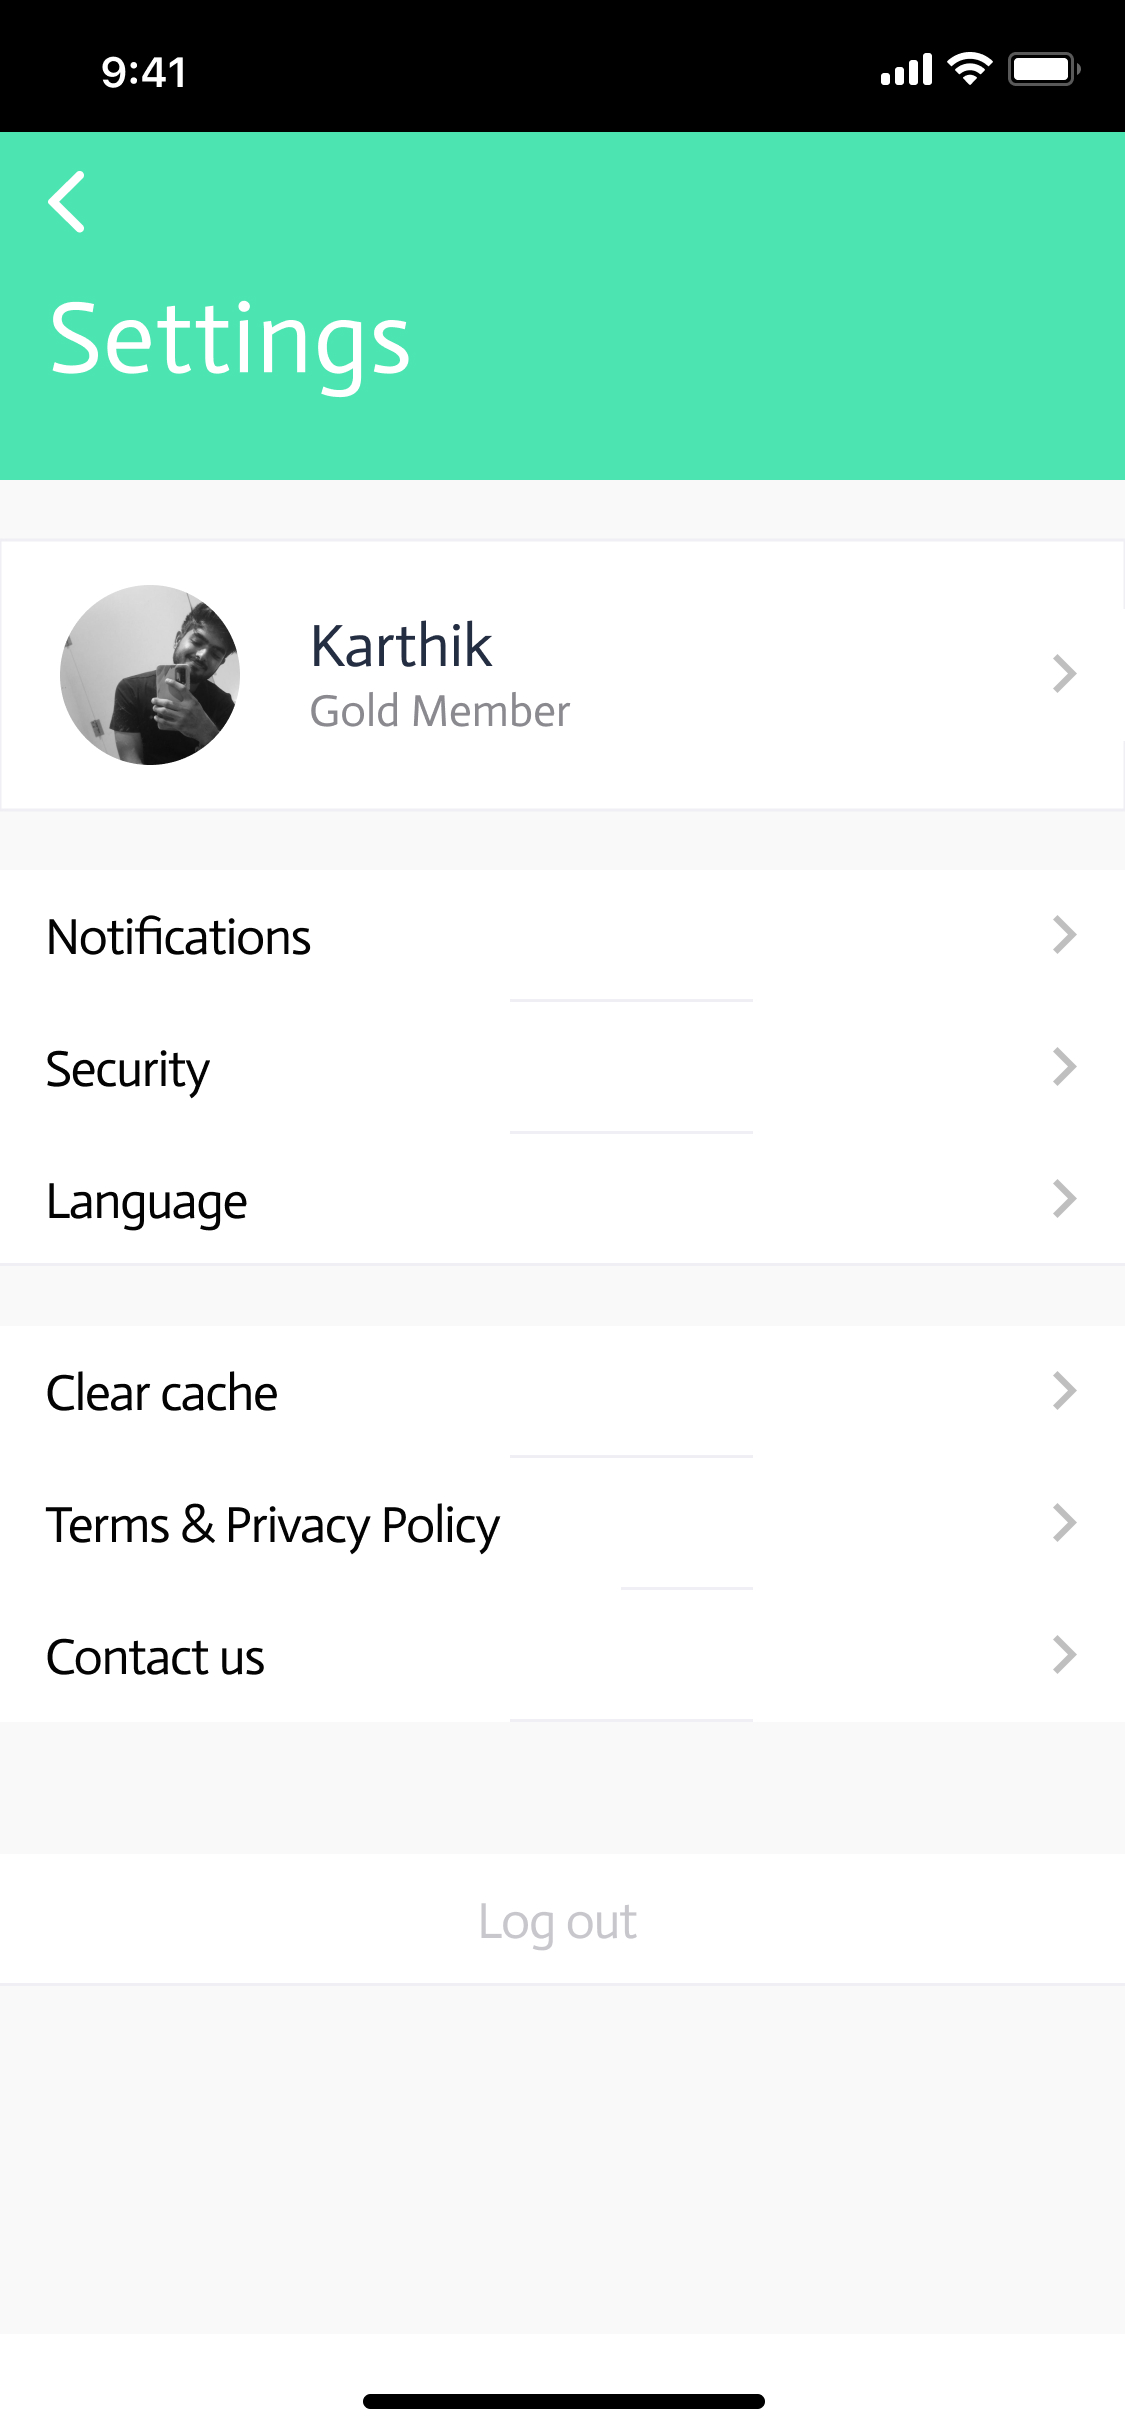 9:41
Settings
Karthik
Gold Member
Notifications
Security
Language
Clear cache
Terms & Privacy Policy
Contact us
Log out